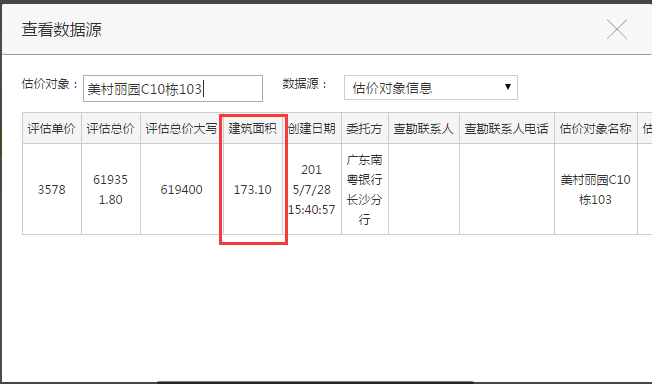 查看数据源
估价对象： 美村丽园C10栋103 数据源： 估价对象信息
评估单价 评估总价 评估总价大写 建筑面积 创建日期 委托方 查勘联系人 查勘联系人电话 估价对象名称
3578 61935 619400 173.10 201 广东南 美村丽园C10
1.80 5/7/28 粤银行 栋103
15:40:57 长沙分
行